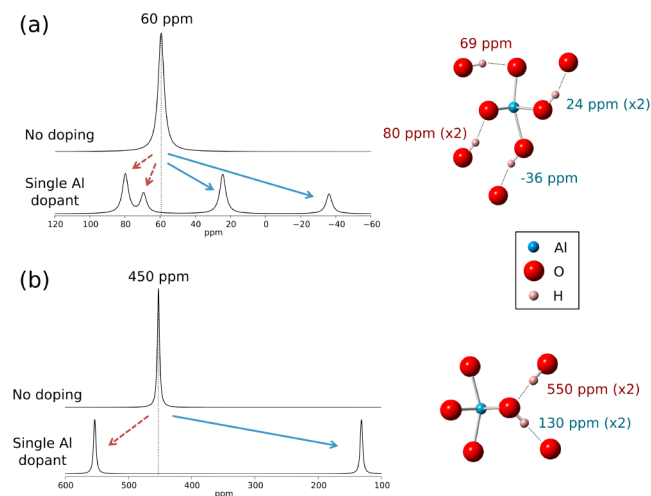 (a)
60 ppm
No doping
Single Al
dopant
120 100 80 60 40 20 0 −20 −40 −60
ppm
69 ppm
24 ppm (x2)
80 ppm (x2)
-36 ppm
Al
O
H
(b)
450 ppm
No doping
Single Al
dopant
600 500 400 300 200 100
ppm
550 ppm (x2)
130 ppm (x2)